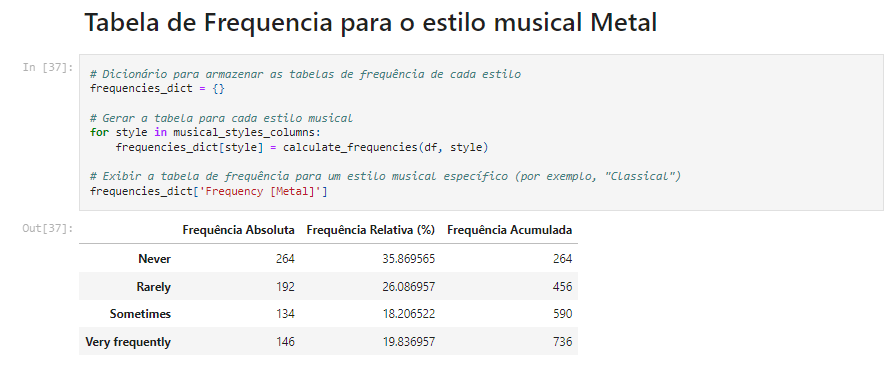 Tabela de Frequencia para o estilo musical Metal
In [37]:
# Dicionário para armazenar as tabelas de frequência de cada estilo
frequencies_dict = {}
# Gerar a tabela para cada estilo musical
for style in musical_styles_columns:
    frequencies_dict[style] = calculate_frequencies(df, style)
# Exibir a tabela de frequência para um estilo musical específico (por exemplo, "Classical")
frequencies_dict['Frequency [Metal]']
Out[37]:
Frequência Absoluta Frequência Relativa (%) Frequência Acumulada
Never 264 35.869565 264
Rarely 192 26.086957 456
Sometimes 134 18.206522 590
Very frequently 146 19.836957 736